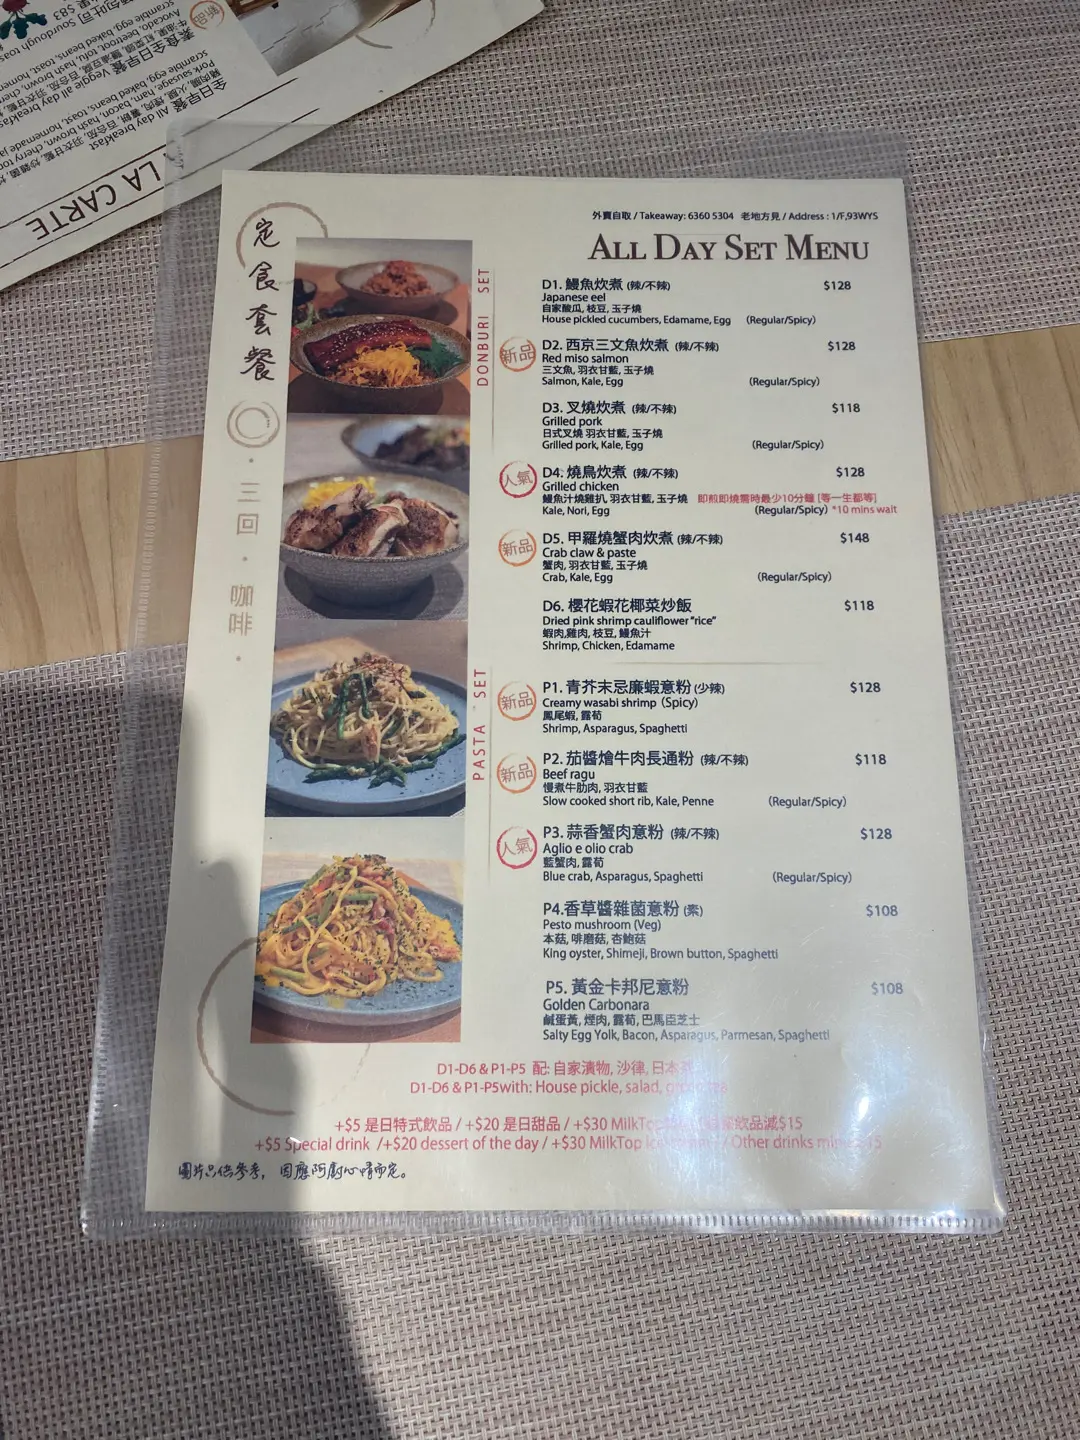 全日早餐 All day breakfast
LA CARTE
外賣自取 / Takeaway: 6360 5304 老地方見 / Address : 1/F,93WYS
ALL DAY SET MENU
定食套餐
三回
咖啡
DONBURI SET
D1. 鰻魚炊煮 (辣/不辣) $128
Japanese eel
自家酸瓜, 枝豆, 玉子燒
House pickled cucumbers, Edamame, Egg (Regular/Spicy)
新品
D2. 西京三文魚炊煮 (辣/不辣) $128
Red miso salmon
三文魚, 羽衣甘藍, 玉子燒
Salmon, Kale, Egg (Regular/Spicy)
D3. 叉燒炊煮 (辣/不辣) $118
Grilled pork
日式叉燒 羽衣甘藍, 玉子燒
Grilled pork, Kale, Egg (Regular/Spicy)
人氣
D4. 燒鳥炊煮 (辣/不辣) $128
Grilled chicken
鰻魚汁燒雞扒, 羽衣甘藍, 玉子燒 即煎即燒需時最少10分鐘 [等一生都等]
Kale, Nori, Egg (Regular/Spicy) *10 mins wait
新品
D5. 甲羅燒蟹肉炊煮 (辣/不辣) $148
Crab claw & paste
蟹肉, 羽衣甘藍, 玉子燒
Crab, Kale, Egg (Regular/Spicy)
D6. 櫻花蝦花椰菜炒飯 $118
Dried pink shrimp cauliflower "rice"
蝦肉,雞肉, 枝豆, 鰻魚汁
Shrimp, Chicken, Edamame
PASTA SET
新品
P1. 青芥末忌廉蝦意粉 (少辣) $128
Creamy wasabi shrimp (Spicy)
鳳尾蝦, 露荀
Shrimp, Asparagus, Spaghetti
新品
P2. 茄醬燴牛肉長通粉 (辣/不辣) $118
Beef ragu
慢煮牛肋肉, 羽衣甘藍
Slow cooked short rib, Kale, Penne (Regular/Spicy)
人氣
P3. 蒜香蟹肉意粉 (辣/不辣) $128
Aglio e olio crab
藍蟹肉, 露荀
Blue crab, Asparagus, Spaghetti (Regular/Spicy)
P4.香草醬雜菌意粉 (素) $108
Pesto mushroom (Veg)
本菇, 啡磨菇, 杏鮑菇
King oyster, Shimeji, Brown button, Spaghetti
P5. 黃金卡邦尼意粉 $108
Golden Carbonara
鹹蛋黃, 煙肉, 露荀, 巴馬臣芝士
Salty Egg Yolk, Bacon, Asparagus, Parmesan, Spaghetti
D1-D6 & P1-P5 配: 自家漬物, 沙律, 日本
D1-D6 & P1-P5with: House pickle, salad,
+$5 是日特式飲品 / +$20 是日甜品 / +$30 MilkTop 飲品減$15
+$5 Special drink /+$20 dessert of the day / +$30 MilkTop / Other drinks
圖片只供參考, 因應阿廚心情而定。